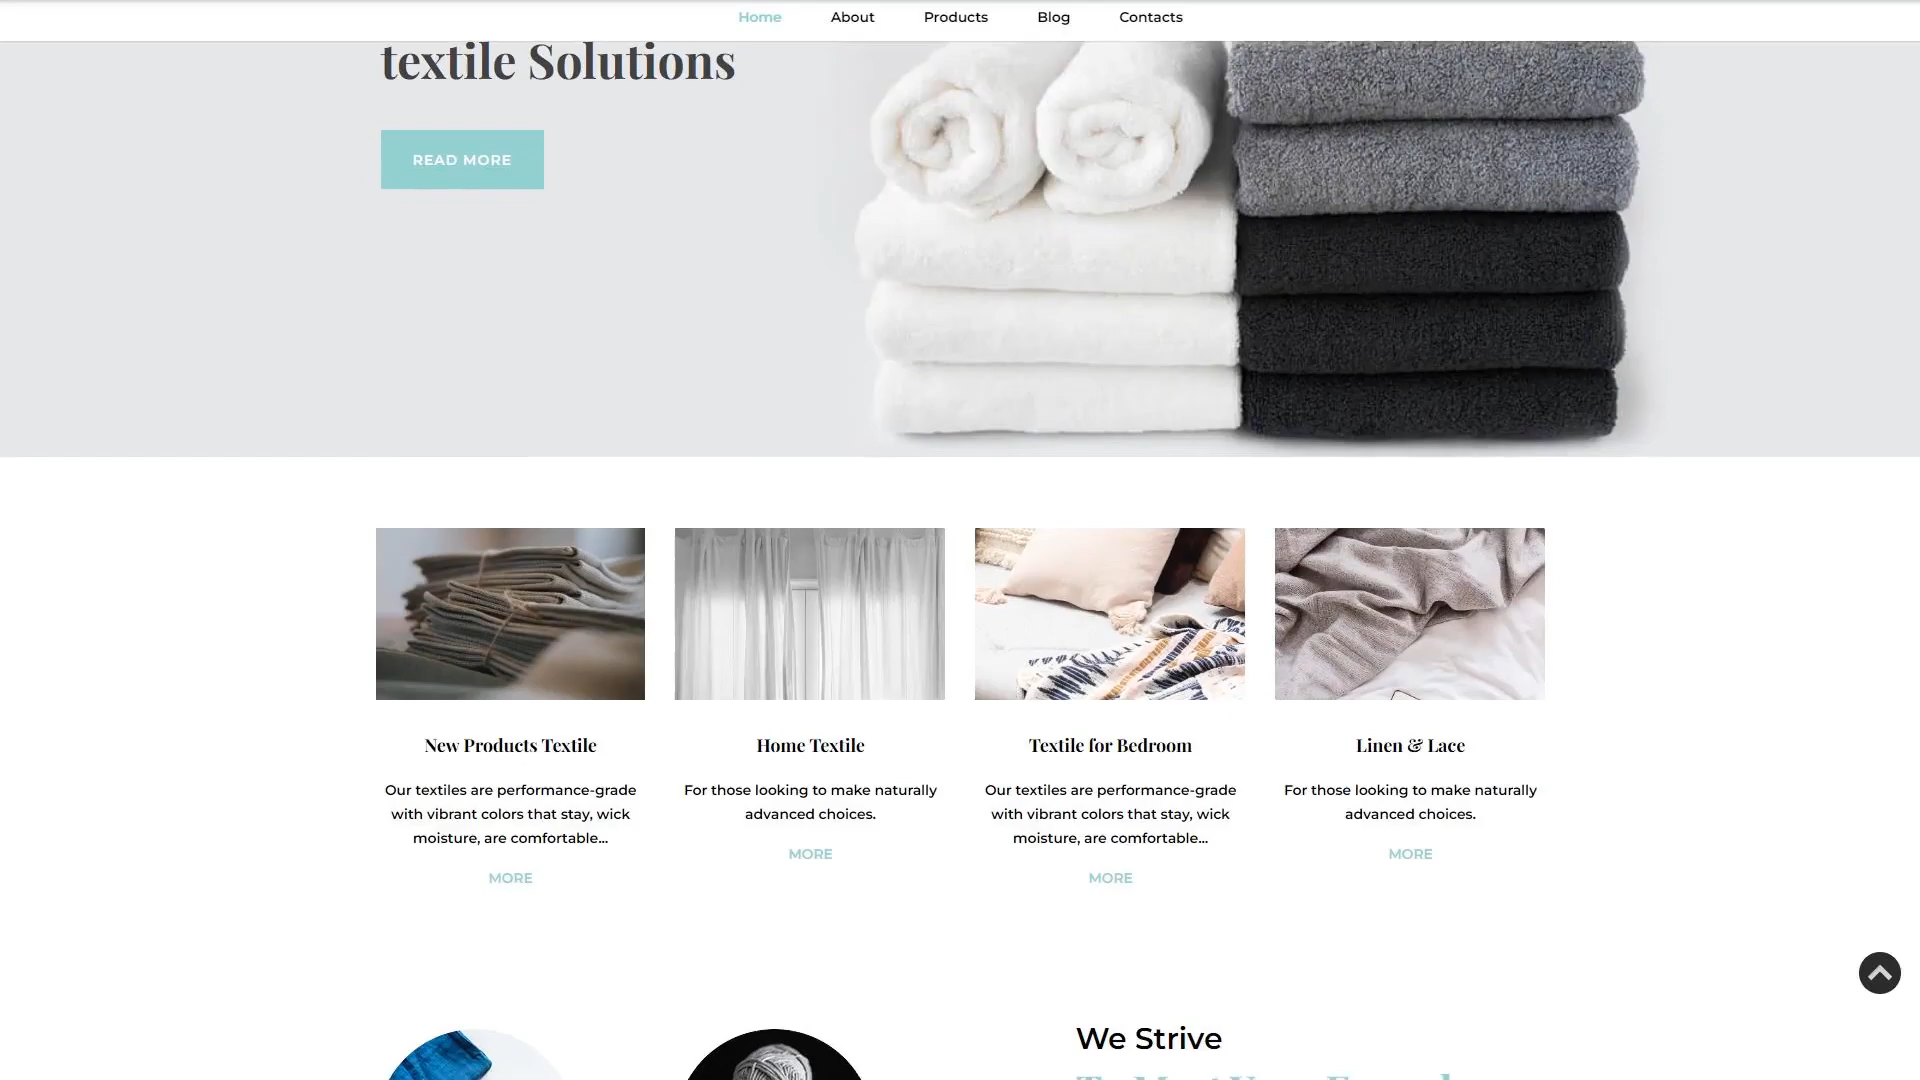 Home About Products Blog Contacts
textile Solutions
READ MORE
New Products Textile
Our textiles are performance-grade
with vibrant colors that stay, wick
moisture, are comfortable...
MORE
Home Textile
For those looking to make naturally
advanced choices.
MORE
Textile for Bedroom
Our textiles are performance-grade
with vibrant colors that stay, wick
moisture, are comfortable...
MORE
Linen & Lace
For those looking to make naturally
advanced choices.
MORE
We Strive